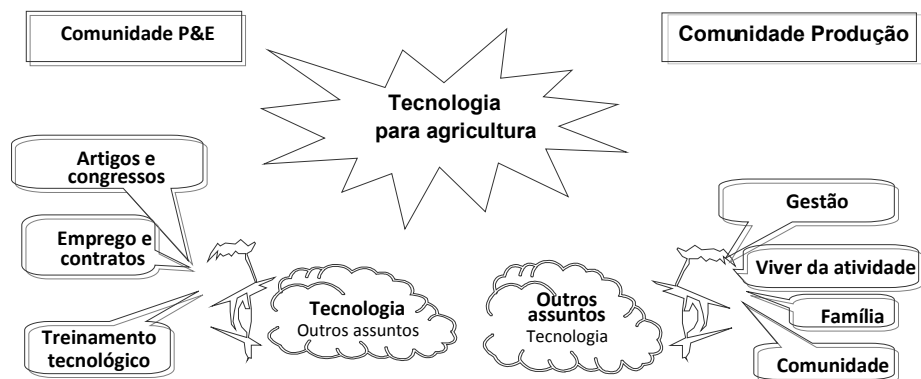 Comunidade P&E
Comunidade Produção
Tecnologia
para agricultura
Artigos e
congressos
Emprego e
contratos
Treinamento
tecnológico
Tecnologia
Outros assuntos
Outros
assuntos
Tecnologia
Gestão
Viver da atividade
Família
Comunidade